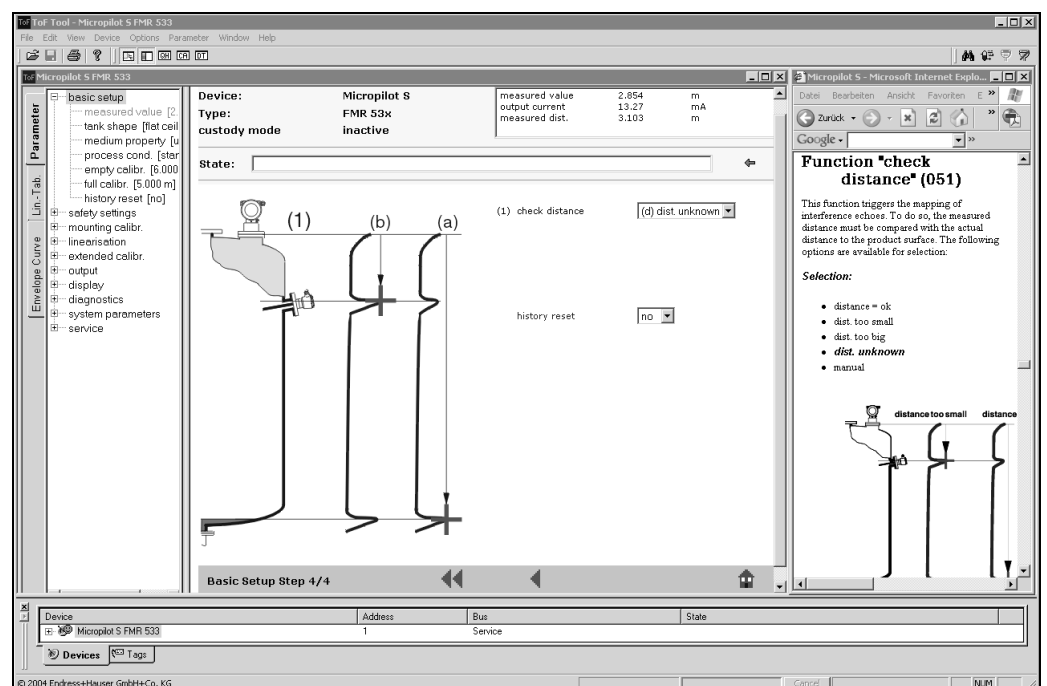 ToF Tool - Micropilot S FMR 533
File Edit View Device Options Parameter Window Help
Micropilot S FMR 533
Parameter
Lin.-Tab.
Envelope Curve
basic setup
measured value [2.
tank shape [flat ceil
medium property [u
process cond. [star
empty calibr. [6.000
full calibr. [5.000 m]
history reset [no]
safety settings
mounting calibr.
linearisation
extended calibr.
output
display
diagnostics
system parameters
service
Device: Micropilot S
Type: FMR 53x
custody mode inactive
measured value 2.854 m
output current 13.27 mA
measured dist. 3.103 m
State:
(1) (b) (a)
(1) check distance (d) dist. unknown
history reset no
Basic Setup Step 4/4
Micropilot S - Microsoft Internet Explo...
Datei Bearbeiten Ansicht Favoriten E »
Zurück
Google
Function "check
distance" (051)
This function triggers the mapping of
interference echoes. To do so, the measured
distance must be compared with the actual
distance to the product surface. The following
options are available for selection:
Selection:
• distance = ok
• dist. too small
• dist. too big
• dist. unknown
• manual
distance too small distance
Device Address Bus State
Micropilot S FMR 533 1 Service
Devices Tags
© 2004 Endress+Hauser GmbH+Co. KG Cancel NUM